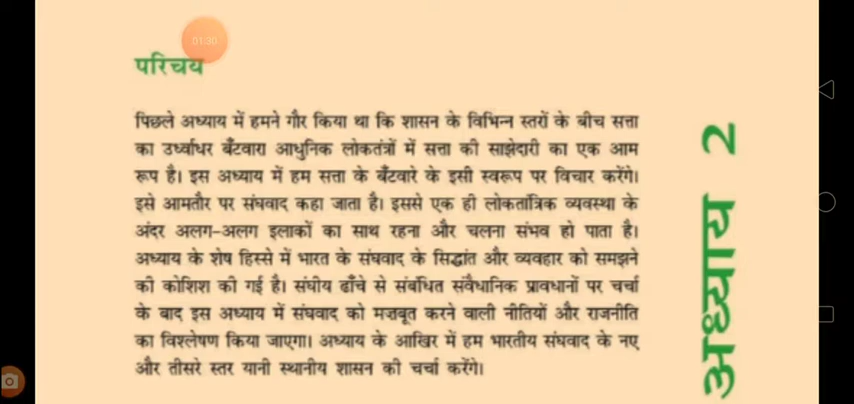 01:30
परिचय
पिछले अध्याय में हमने गौर किया था कि शासन के विभिन्न स्तरों के बीच सत्ता
का उर्ध्वाधर बँटवारा आधुनिक लोकतंत्रों में सत्ता की साझेदारी का एक आम
रूप है। इस अध्याय में हम सत्ता के बँटवारे के इसी स्वरूप पर विचार करेंगे।
इसे आमतौर पर संघवाद कहा जाता है। इससे एक ही लोकतांत्रिक व्यवस्था के
अंदर अलग-अलग इलाकों का साथ रहना और चलना संभव हो पाता है।
अध्याय के शेष हिस्से में भारत के संघवाद के सिद्धांत और व्यवहार को समझने
की कोशिश की गई है। संघीय ढाँचे से संबंधित संवैधानिक प्रावधानों पर चर्चा
के बाद इस अध्याय में संघवाद को मज़बूत करने वाली नीतियों और राजनीति
का विश्लेषण किया जाएगा। अध्याय के आखिर में हम भारतीय संघवाद के नए
और तीसरे स्तर यानी स्थानीय शासन की चर्चा करेंगे।
अध्याय 2